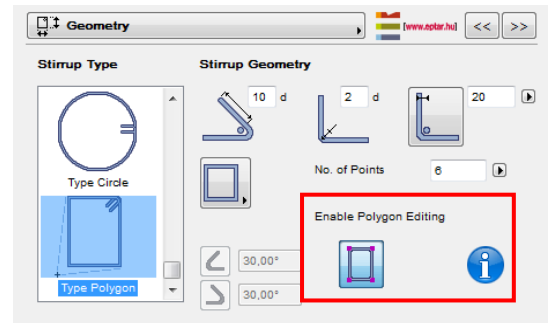 Geometry
[www.eptar.hu]
<<
>>
Stirrup Type
Stirrup Geometry
10 d
2 d
20
Type Circle
No. of Points
6
Enable Polygon Editing
30,00°
Type Polygon
30,00°